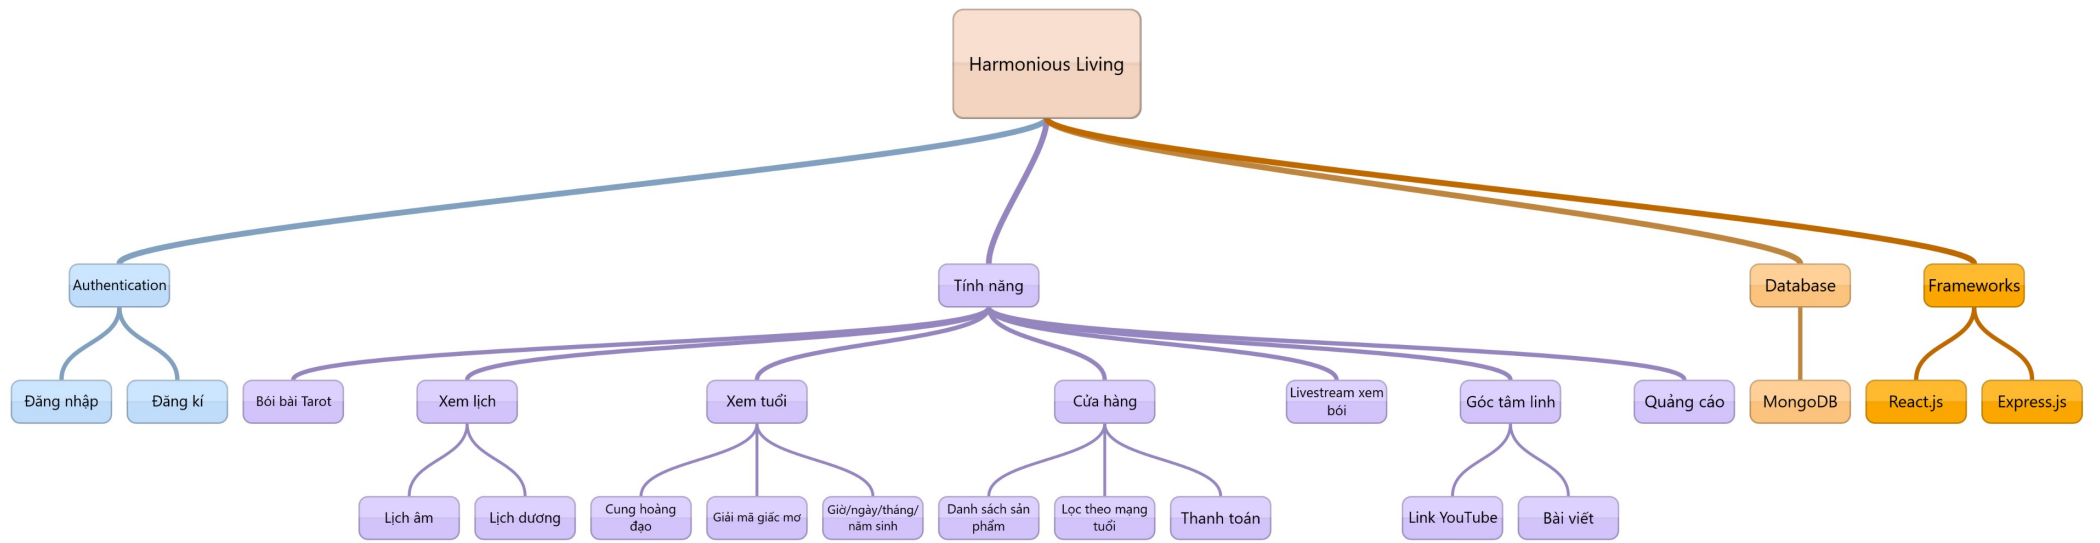 Harmonious Living
Authentication
Tính năng
Database
Frameworks
Đăng nhập
Đăng kí
Bói bài Tarot
Xem lịch
Xem tuổi
Cửa hàng
Livestream xem
bói
Góc tâm linh
Quảng cáo
MongoDB
React.js
Express.js
Lịch âm
Lịch dương
Cung hoàng
đạo
Giải mã giấc mơ
Giờ/ngày/tháng/
năm sinh
Danh sách sản
phẩm
Lọc theo mạng
tuổi
Thanh toán
Link YouTube
Bài viết